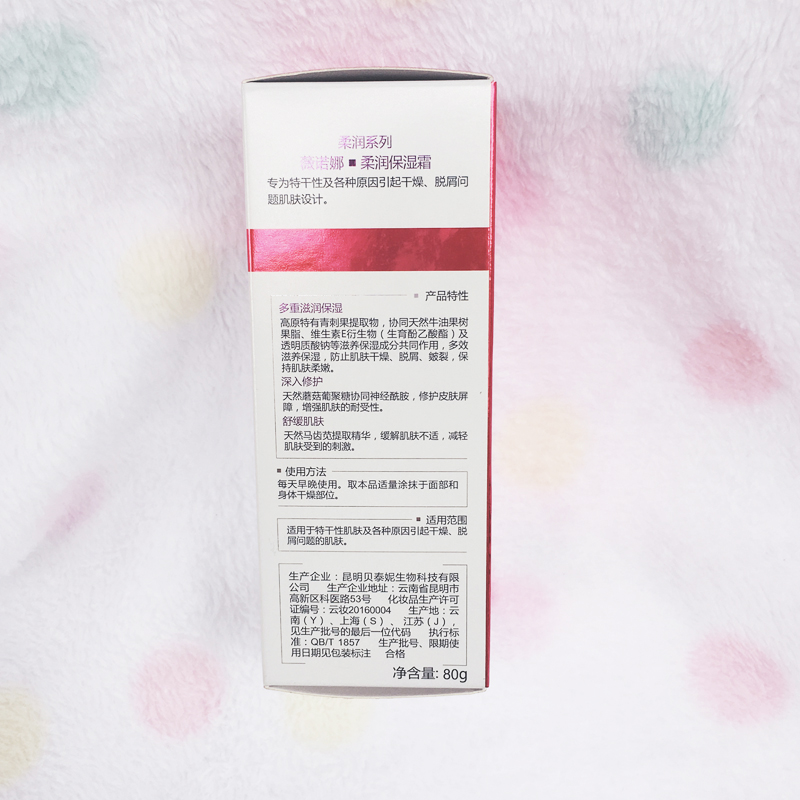 柔润系列
薇诺娜 ■ 柔润保湿霜
专为特干性及各种原因引起干燥、脱屑问
题肌肤设计。
■ 产品特性
多重滋润保湿
高原特有青刺果提取物，协同天然牛油果树
果脂、维生素E衍生物（生育酚乙酸酯）及
透明质酸钠等滋养保湿成分共同作用，多效
滋养保湿，防止肌肤干燥、脱屑、皴裂，保
持肌肤柔嫩。
深入修护
天然蘑菇葡聚糖协同神经酰胺，修护皮肤屏
障，增强肌肤的耐受性。
舒缓肌肤
天然马齿苋提取精华，缓解肌肤不适，减轻
肌肤受到的刺激。
■ 使用方法
每天早晚使用。取本品适量涂抹于面部和
身体干燥部位。
■ 适用范围
适用于特干性肌肤及各种原因引起干燥、脱
屑问题的肌肤。
生产企业：昆明贝泰妮生物科技有限
公司 生产企业地址：云南省昆明市
高新区科医路53号 化妆品生产许可
证编号：云妆20160004 生产地：云
南（Y）、上海（S）、江苏（J），
见生产批号的最后一位代码 执行标
准：QB/T 1857 生产批号、限期使
用日期见包装标注 合格
净含量: 80g